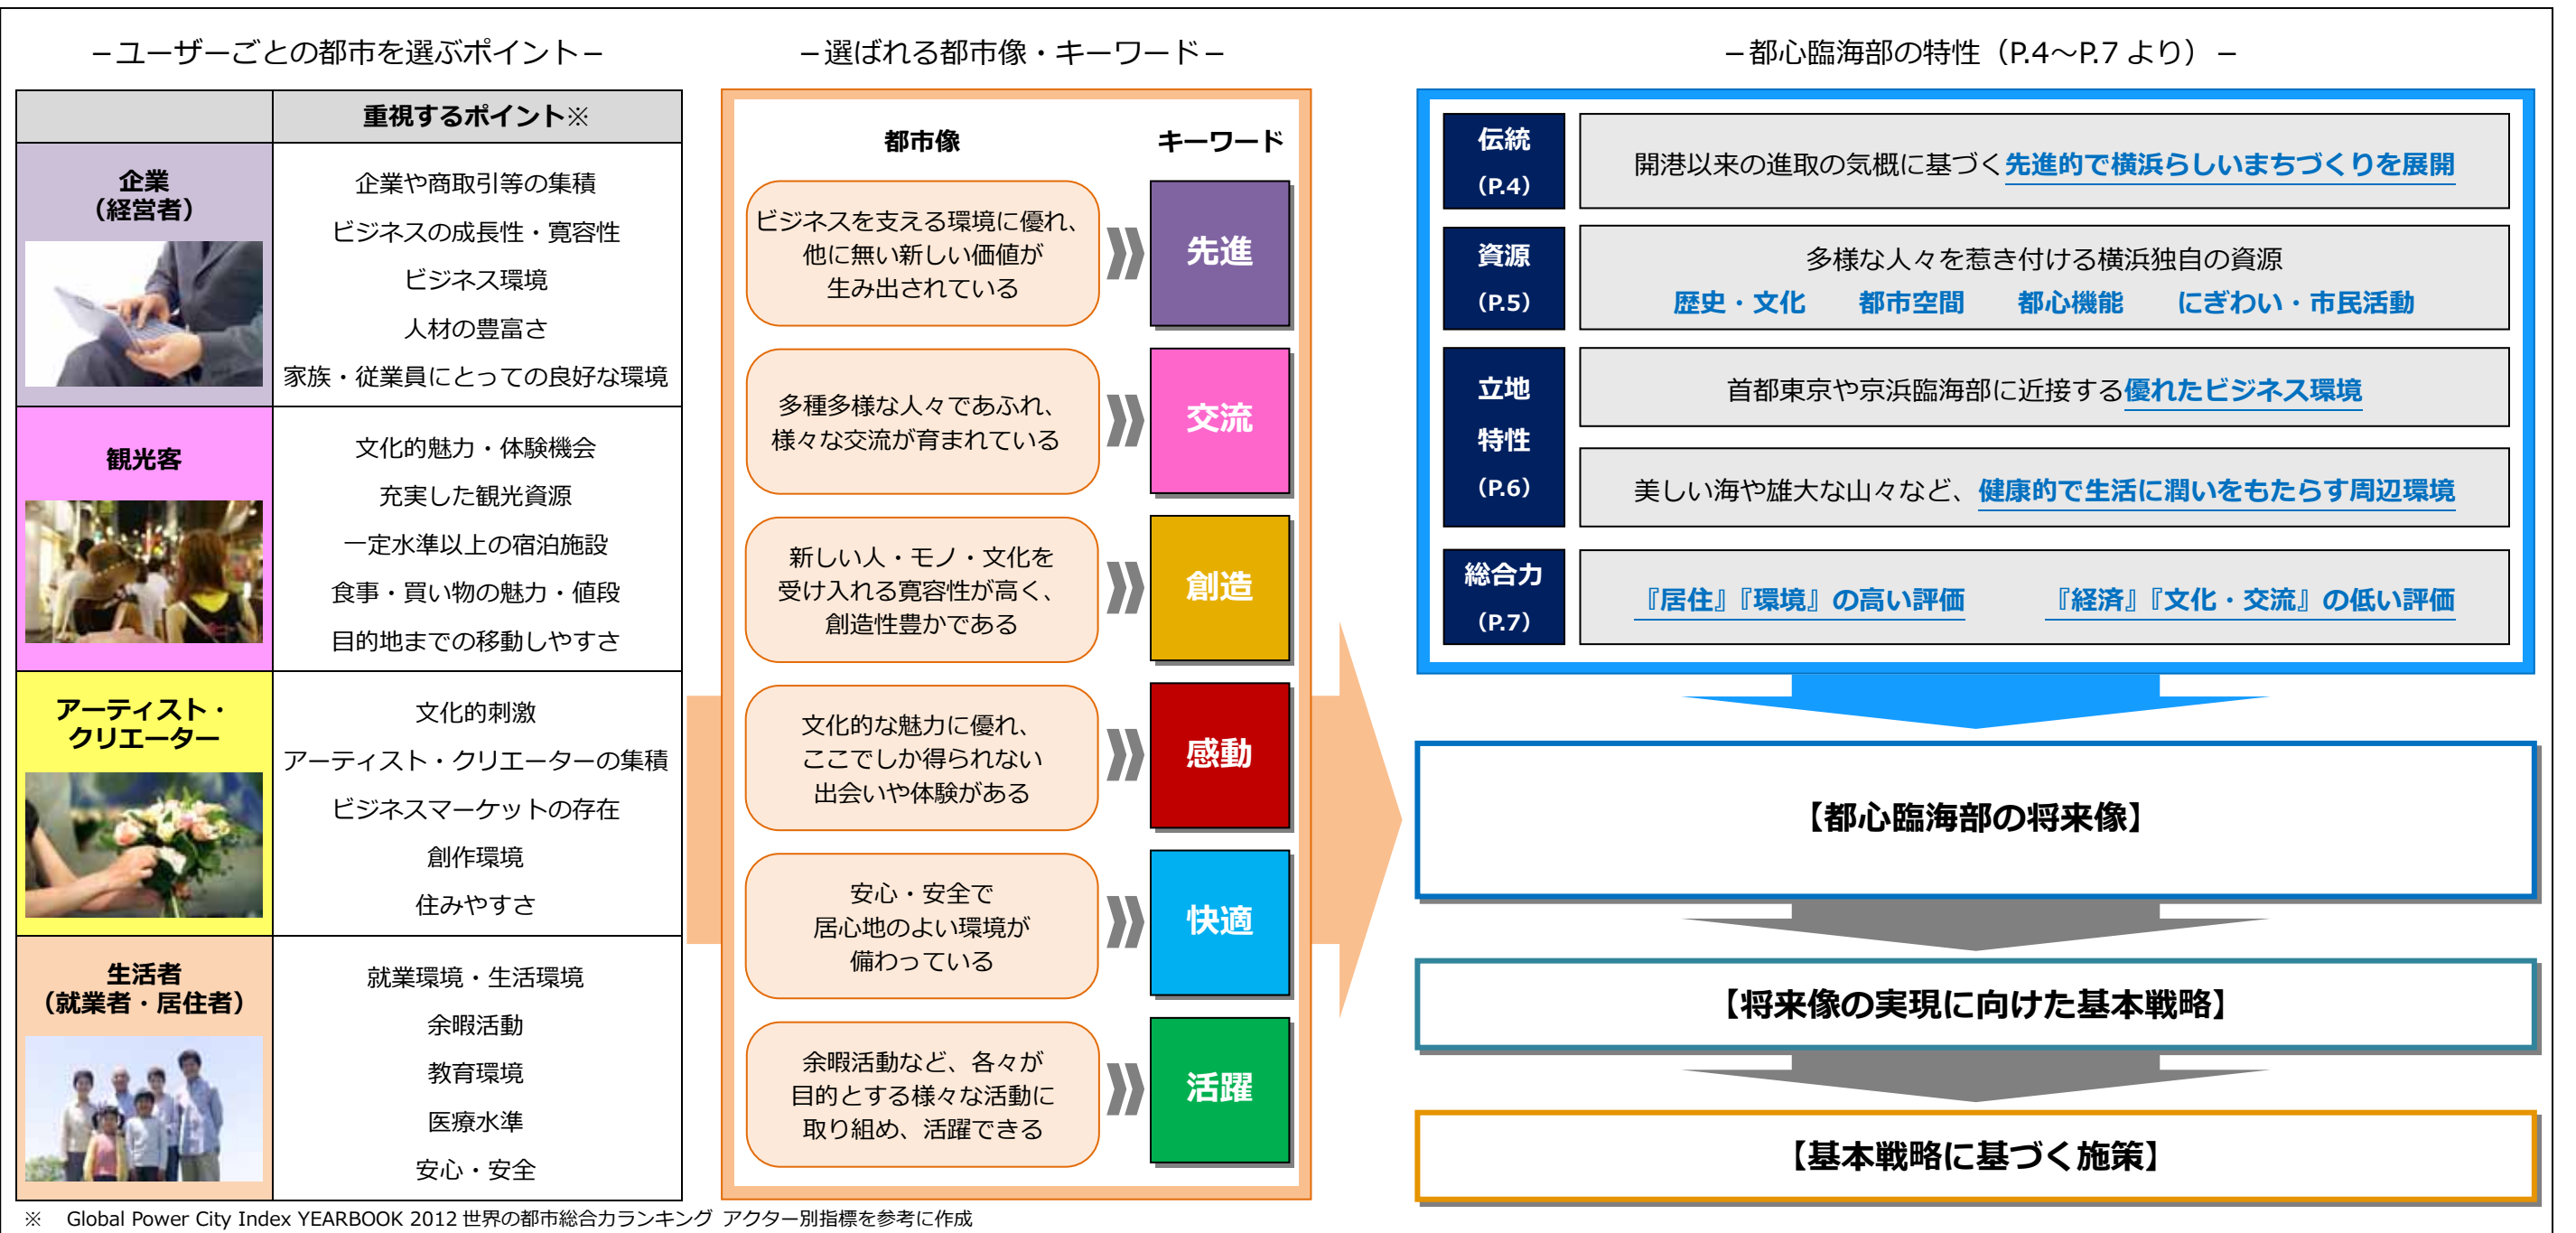 －ユーザーごとの都市を選ぶポイント－
重視するポイント※
企業
（経営者）
企業や商取引等の集積
ビジネスの成長性・寛容性
ビジネス環境
人材の豊富さ
家族・従業員にとっての良好な環境
観光客
文化的魅力・体験機会
充実した観光資源
一定水準以上の宿泊施設
食事・買い物の魅力・値段
目的地までの移動しやすさ
アーティスト・
クリエーター
文化的刺激
アーティスト・クリエーターの集積
ビジネスマーケットの存在
創作環境
住みやすさ
生活者
（就業者・居住者）
就業環境・生活環境
余暇活動
教育環境
医療水準
安心・安全
※　Global Power City Index YEARBOOK 2012 世界の都市総合力ランキング アクター別指標を参考に作成
－選ばれる都市像・キーワード－
都市像　キーワード
ビジネスを支える環境に優れ、
他に無い新しい価値が
生み出されている
先進
多種多様な人々であふれ、
様々な交流が育まれている
交流
新しい人・モノ・文化を
受け入れる寛容性が高く、
創造性豊かである
創造
文化的な魅力に優れ、
ここでしか得られない
出会いや体験がある
感動
安心・安全で
居心地のよい環境が
備わっている
快適
余暇活動など、各々が
目的とする様々な活動に
取り組め、活躍できる
活躍
－都心臨海部の特性（P.4～P.7 より）－
伝統
（P.4）
開港以来の進取の気概に基づく先進的で横浜らしいまちづくりを展開
資源
（P.5）
多様な人々を惹き付ける横浜独自の資源
歴史・文化　都市空間　都心機能　にぎわい・市民活動
立地
特性
（P.6）
首都東京や京浜臨海部に近接する優れたビジネス環境
美しい海や雄大な山々など、健康的で生活に潤いをもたらす周辺環境
総合力
（P.7）
『居住』『環境』の高い評価　『経済』『文化・交流』の低い評価
【都心臨海部の将来像】
【将来像の実現に向けた基本戦略】
【基本戦略に基づく施策】